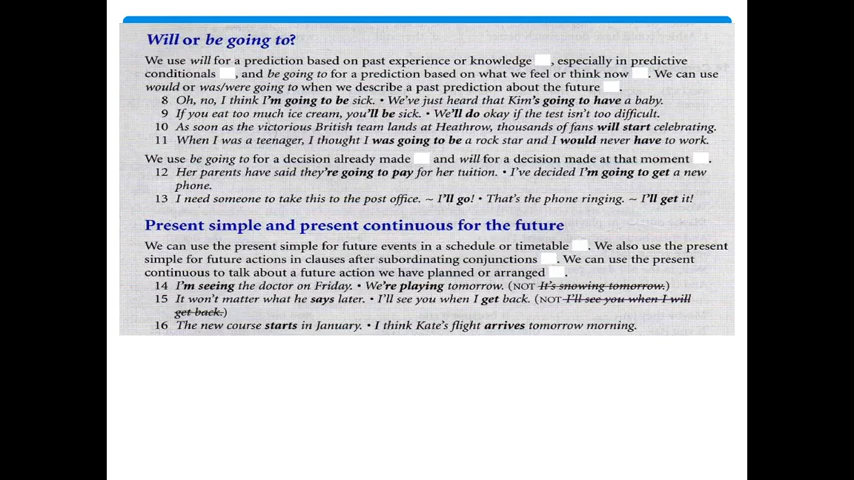 Will or be going to?
We use will for a prediction based on past experience or knowledge , especially in predictive
conditionals , and be going to for a prediction based on what we feel or think now . We can use
would or was/were going to when we describe a past prediction about the future .
8 Oh, no, I think I'm going to be sick. • We've just heard that Kim's going to have a baby.
9 If you eat too much ice cream, you'll be sick. • We'll do okay if the test isn't too difficult.
10 As soon as the victorious British team lands at Heathrow, thousands of fans will start celebrating.
11 When I was a teenager, I thought I was going to be a rock star and I would never have to work.
We use be going to for a decision already made and will for a decision made at that moment .
12 Her parents have said they're going to pay for her tuition. • I've decided I'm going to get a new
phone.
13 I need someone to take this to the post office. ~ I'll go! • That's the phone ringing. ~ I'll get it!
Present simple and present continuous for the future
We can use the present simple for future events in a schedule or timetable . We also use the present
simple for future actions in clauses after subordinating conjunctions . We can use the present
continuous to talk about a future action we have planned or arranged .
14 I'm seeing the doctor on Friday. • We're playing tomorrow. (NOT It's snowing tomorrow.)
15 It won't matter what he says later. • I'll see you when I get back. (NOT I'll see you when I will
get back.)
16 The new course starts in January. • I think Kate's flight arrives tomorrow morning.